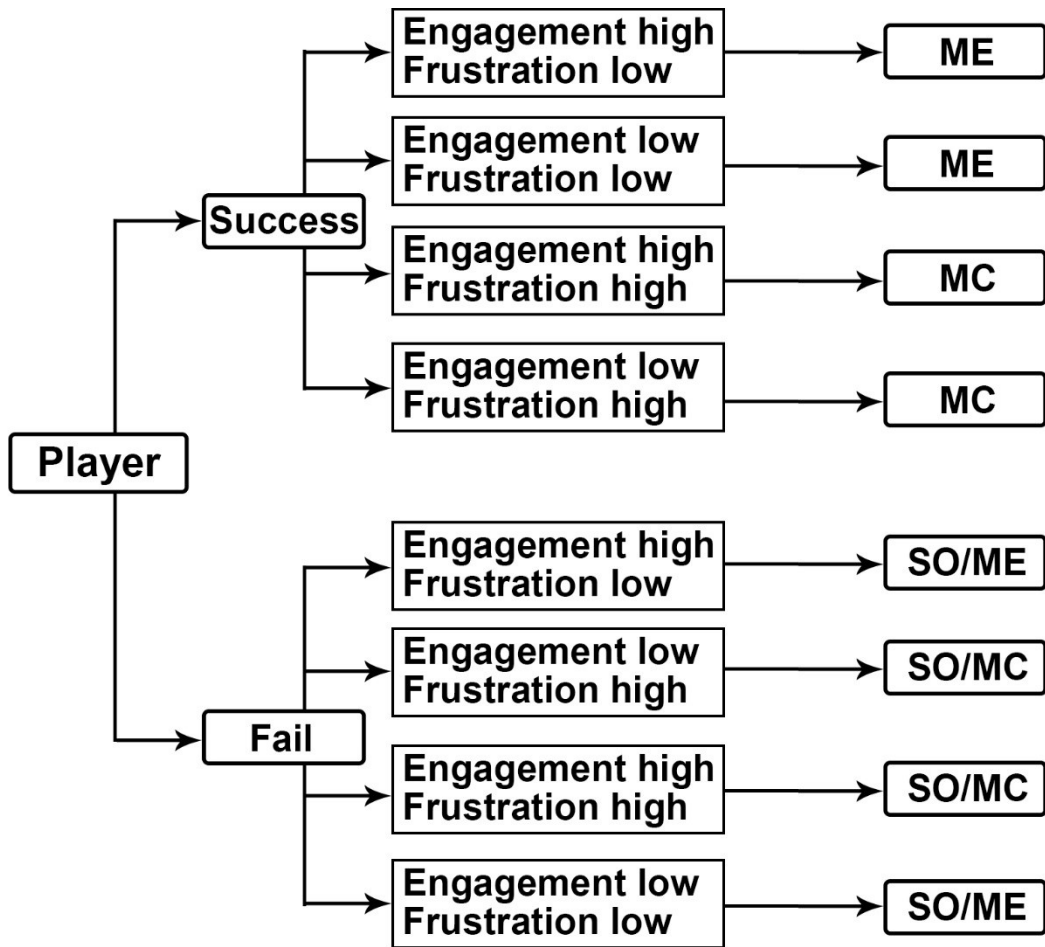 Engagement high
Frustration low
ME
Engagement low
Frustration low
ME
Success
Engagement high
Frustration high
MC
Engagement low
Frustration high
MC
Player
Engagement high
Frustration low
SO/ME
Engagement low
Frustration high
SO/MC
Fail
Engagement high
Frustration high
SO/MC
Engagement low
Frustration low
SO/ME